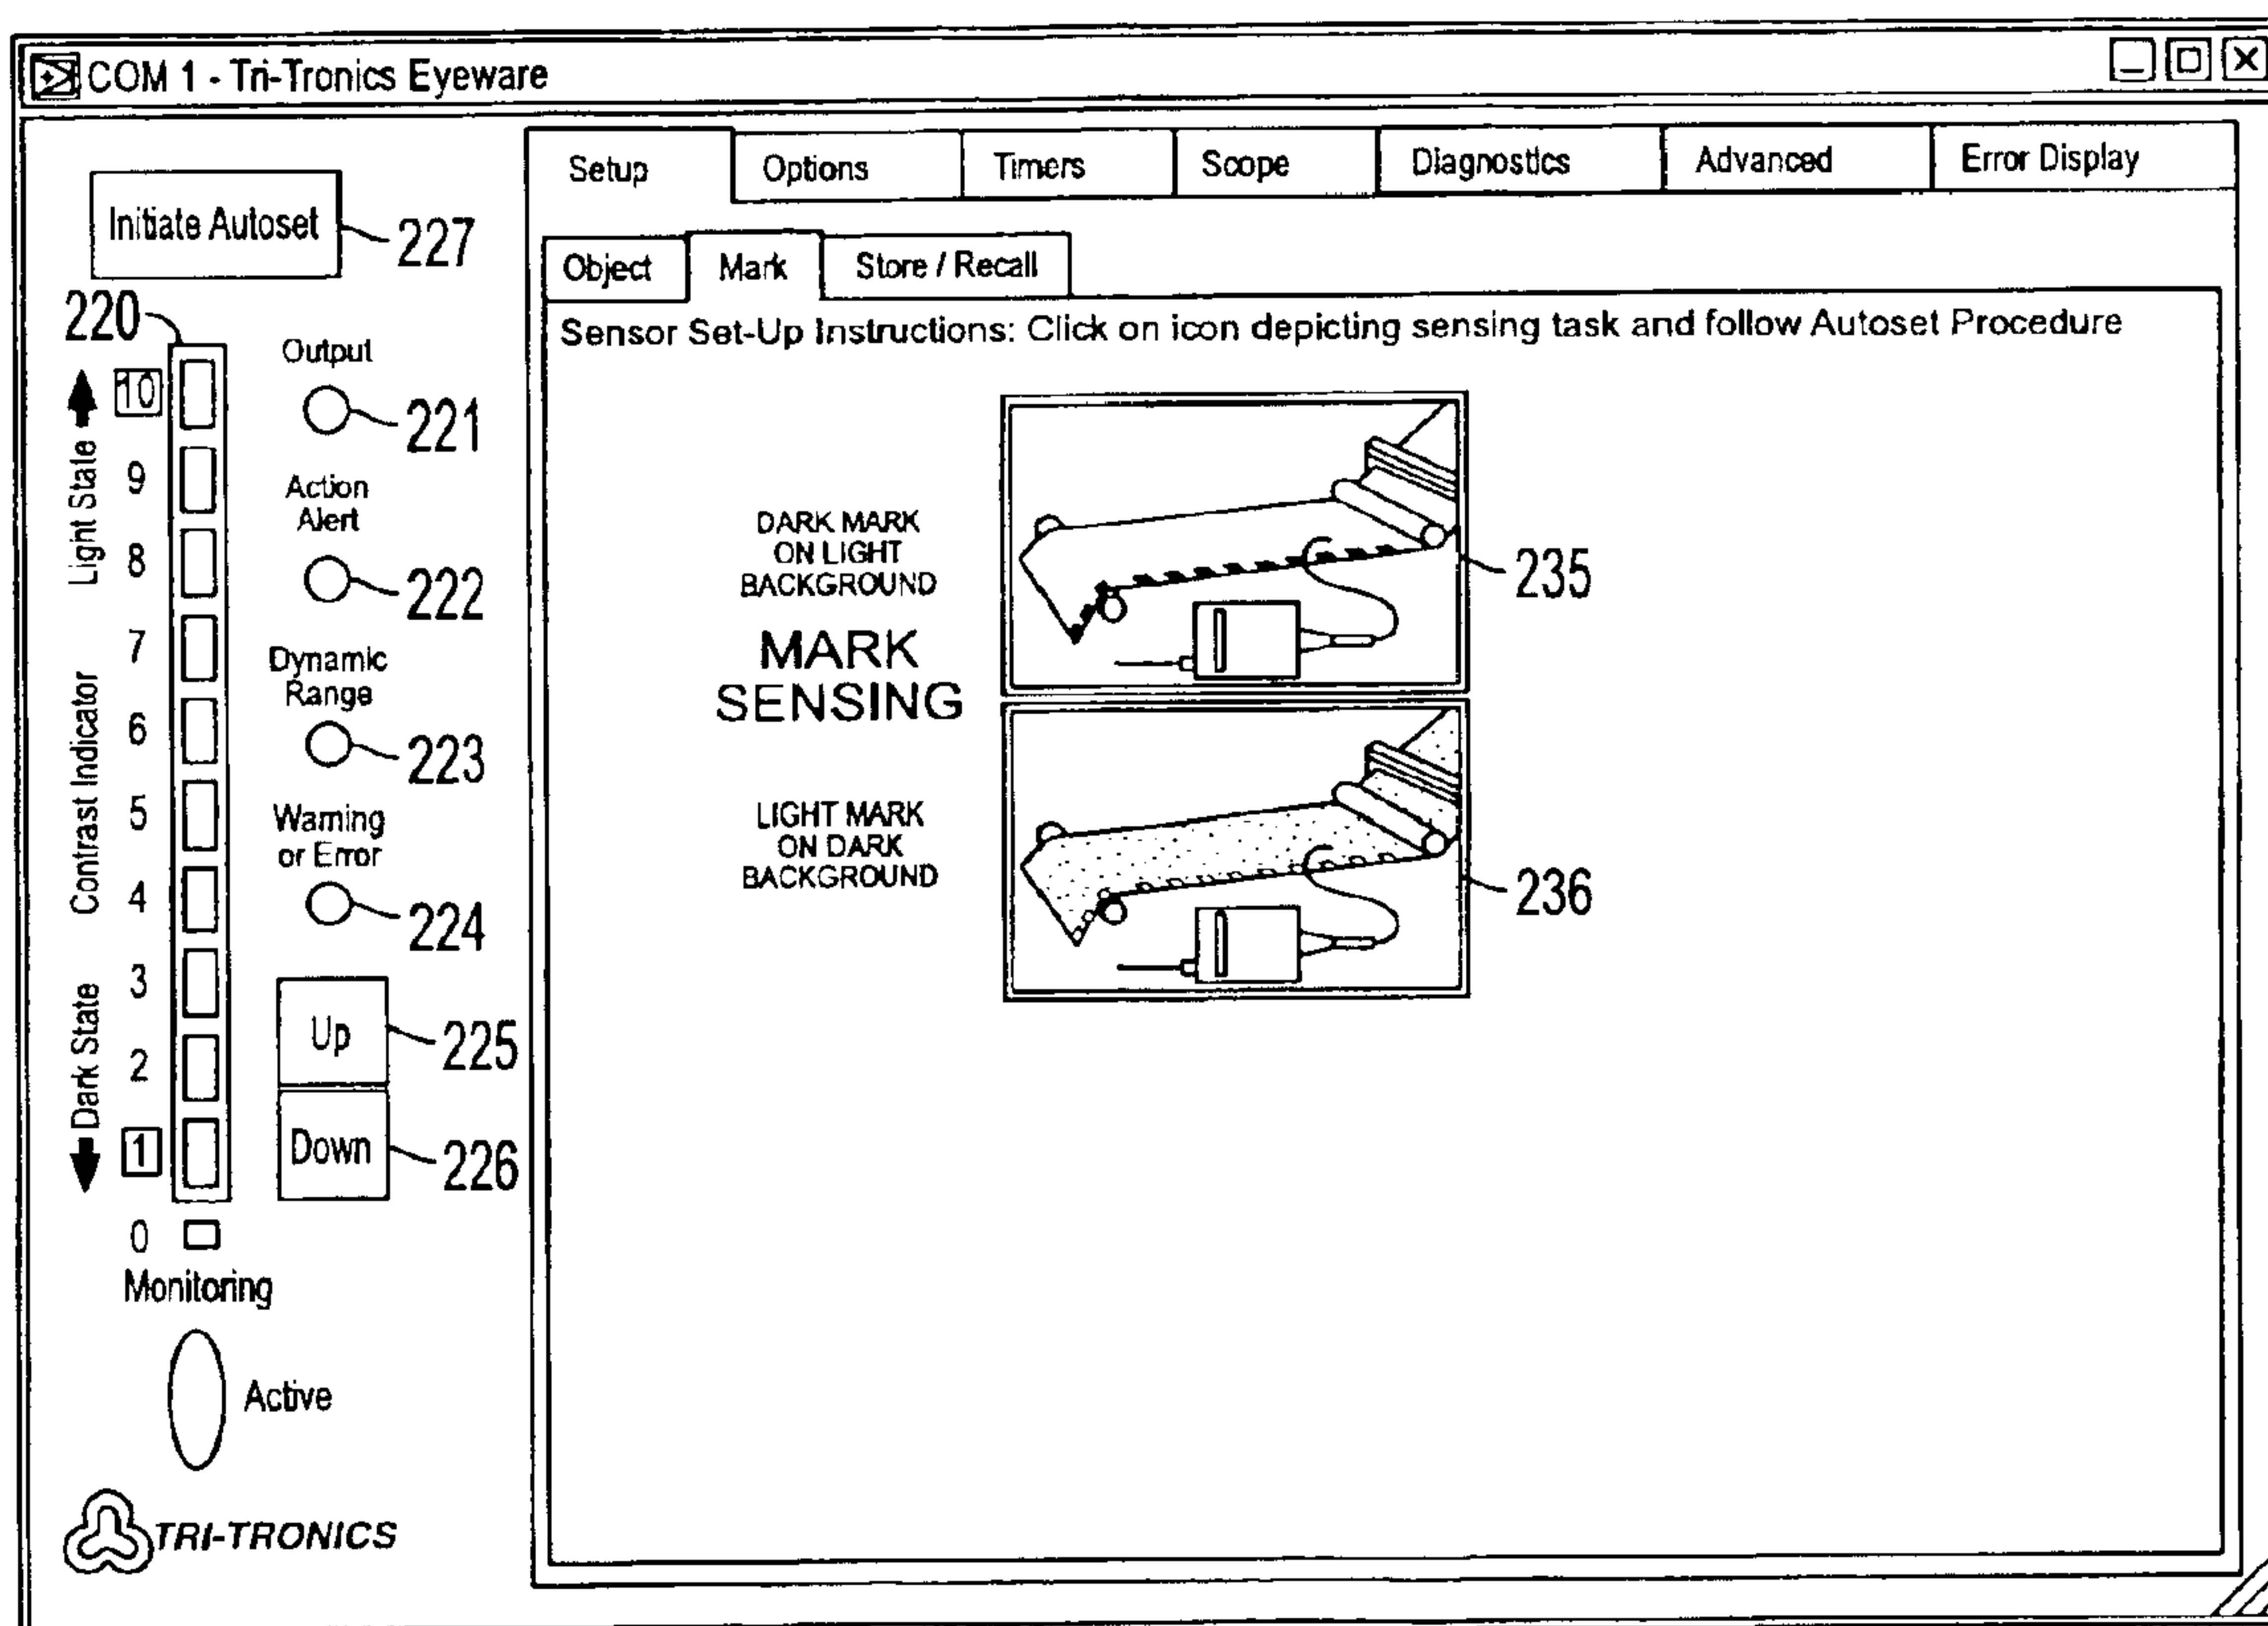 COM 1 - Tri-Tronics Eyeware
Initiate Autoset
227
220
Output
221
Action
Alert
222
Dynamic
Range
223
Warning
or Error
224
Up
225
Down
226
Light State
Contrast Indicator
Dark State
10
9
8
7
6
5
4
3
2
1
0
Monitoring
Active
TRI-TRONICS
Setup Options Timers Scope Diagnostics Advanced Error Display
Object Mark Store / Recall
Sensor Set-Up Instructions: Click on icon depicting sensing task and follow Autoset Procedure
DARK MARK
ON LIGHT
BACKGROUND
235
MARK
SENSING
LIGHT MARK
ON DARK
BACKGROUND
236